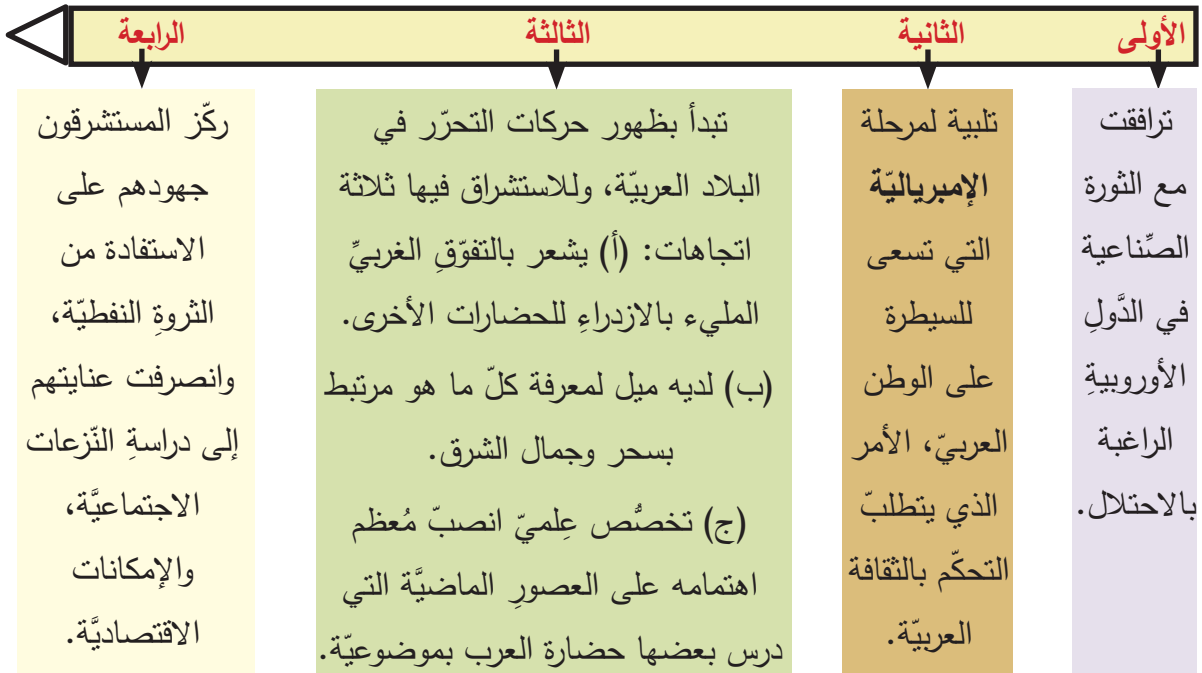 الأولى
الثانية
الثالثة
الرابعة
ترافقت
مع الثورة
الصِّناعية
في الدَّولِ
الأوروبيةِ
الراغبة
بالاحتلال.
تلبية لمرحلة
الإمبرياليّة
التي تسعى
للسيطرة
على الوطن
العربيّ، الأمر
الذي يتطلبّ
التحكّم بالثقافة
العربيّة.
تبدأ بظهور حركات التحرّر في
البلاد العربيّة، وللاستشراق فيها ثلاثة
اتجاهات: (أ) يشعر بالتفوّقِ الغربيِّ
المليء بالازدراءِ للحضارات الأخرى.
(ب) لديه ميل لمعرفة كلّ ما هو مرتبط
بسحر وجمال الشرق.
(ج) تخصُّص عِلميّ انصبّ مُعظم
اهتمامه على العصورِ الماضيَّة التي
درس بعضها حضارة العرب بموضوعيّة.
ركّز المستشرقون
جهودهم على
الاستفادة من
الثروةِ النفطيّة،
وانصرفت عنايتهم
إلى دراسةِ النّزعات
الاجتماعيَّة،
والإمكانات
الاقتصاديَّة.